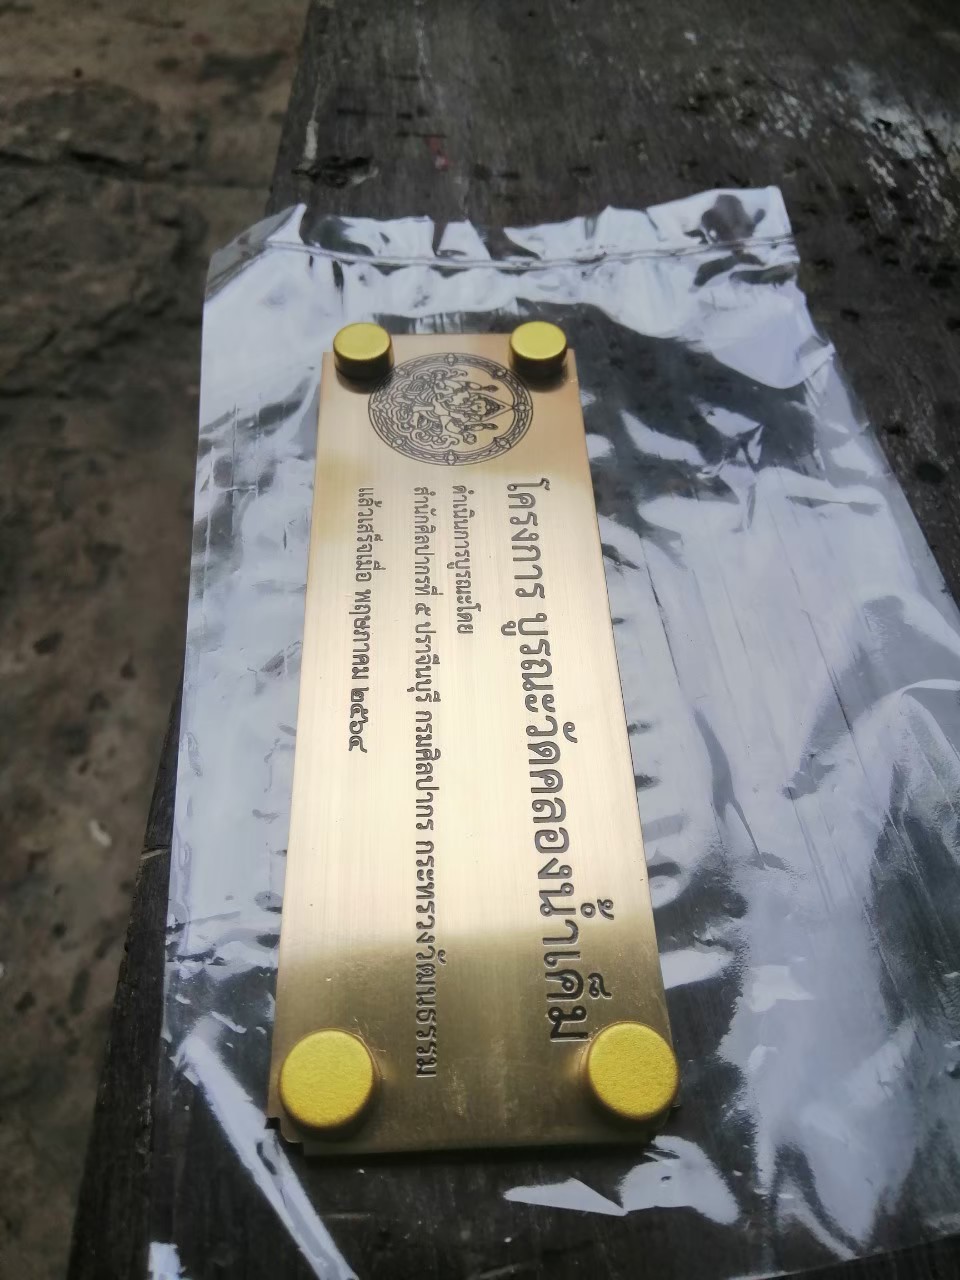 โครงการ บูรณะวัดคลองน้ำเค็ม
ดำเนินการบูรณะโดย
สำนักศิลปากรที่ ๕ ปราจีนบุรี กรมศิลปากร กระทรวงวัฒนธรรม
แล้วเสร็จเมื่อ พฤษภาคม ๒๕๖๔